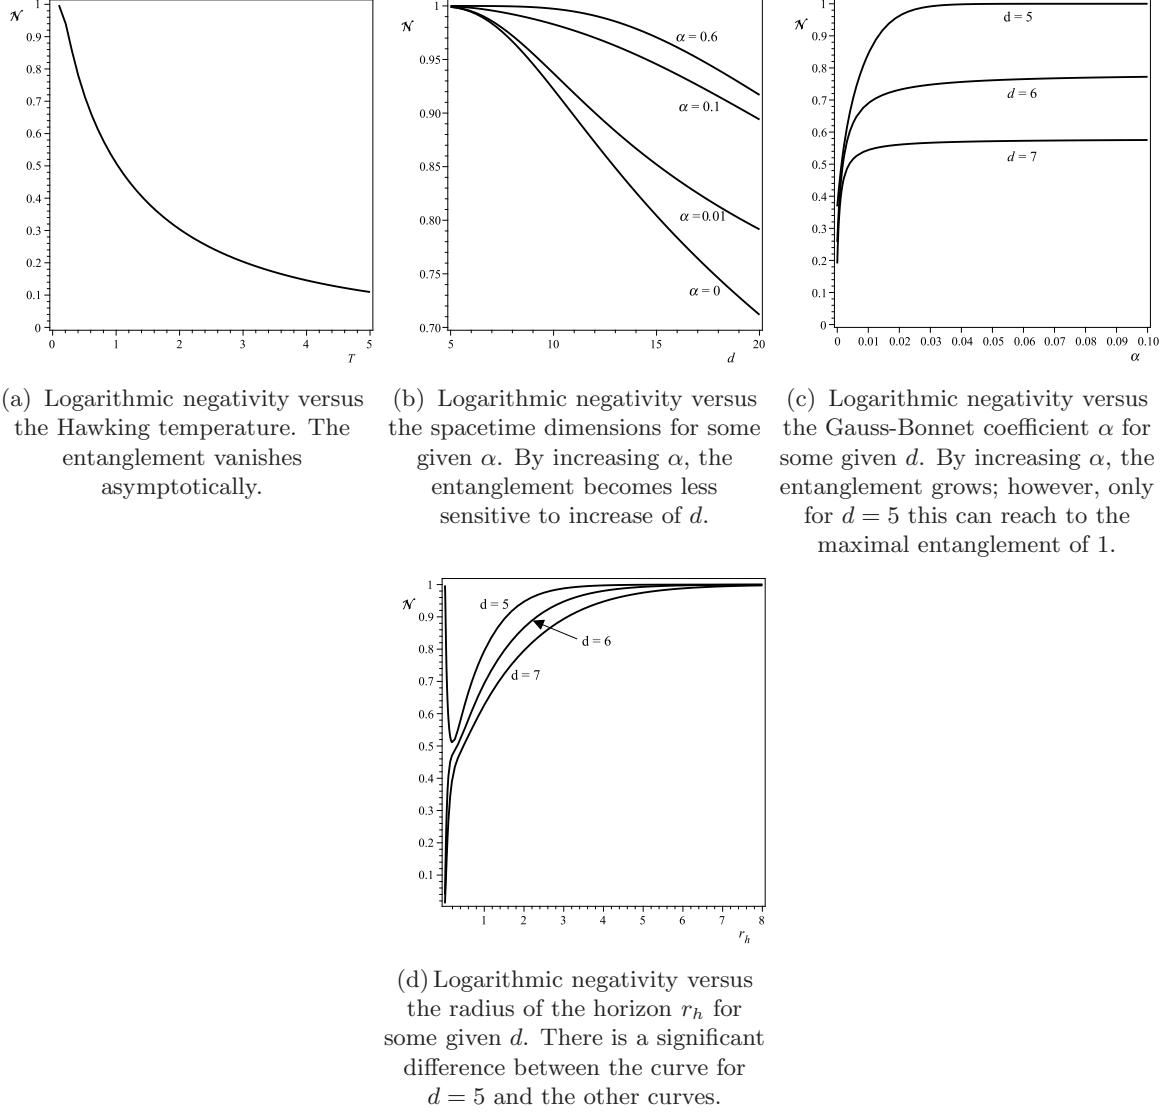 1
𝒩
0.9
0.8
0.7
0.6
0.5
0.4
0.3
0.2
0.1
0
0 1 2 3 4 5
T
1
𝒩
0.95
0.90
0.85
0.80
0.75
0.70
α = 0.6
α = 0.1
α = 0.01
α = 0
5 10 15 20
d
1
𝒩
0.9
0.8
0.7
0.6
0.5
0.4
0.3
0.2
0.1
0
d = 5
d = 6
d = 7
0 0.01 0.02 0.03 0.04 0.05 0.06 0.07 0.08 0.09 0.10
α
(a) Logarithmic negativity versus
the Hawking temperature. The
entanglement vanishes
asymptotically.
(b) Logarithmic negativity versus
the spacetime dimensions for some
given α. By increasing α, the
entanglement becomes less
sensitive to increase of d.
(c) Logarithmic negativity versus
the Gauss-Bonnet coefficient α for
some given d. By increasing α, the
entanglement grows; however, only
for d = 5 this can reach to the
maximal entanglement of 1.
1
𝒩
0.9
0.8
0.7
0.6
0.5
0.4
0.3
0.2
0.1
d = 5
d = 6
d = 7
1 2 3 4 5 6 7 8
r_h
(d) Logarithmic negativity versus
the radius of the horizon r_h for
some given d. There is a significant
difference between the curve for
d = 5 and the other curves.